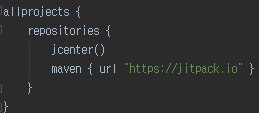 allprojects {
    repositories {
        jcenter()
        maven { url "https://jitpack.io" }
    }
}